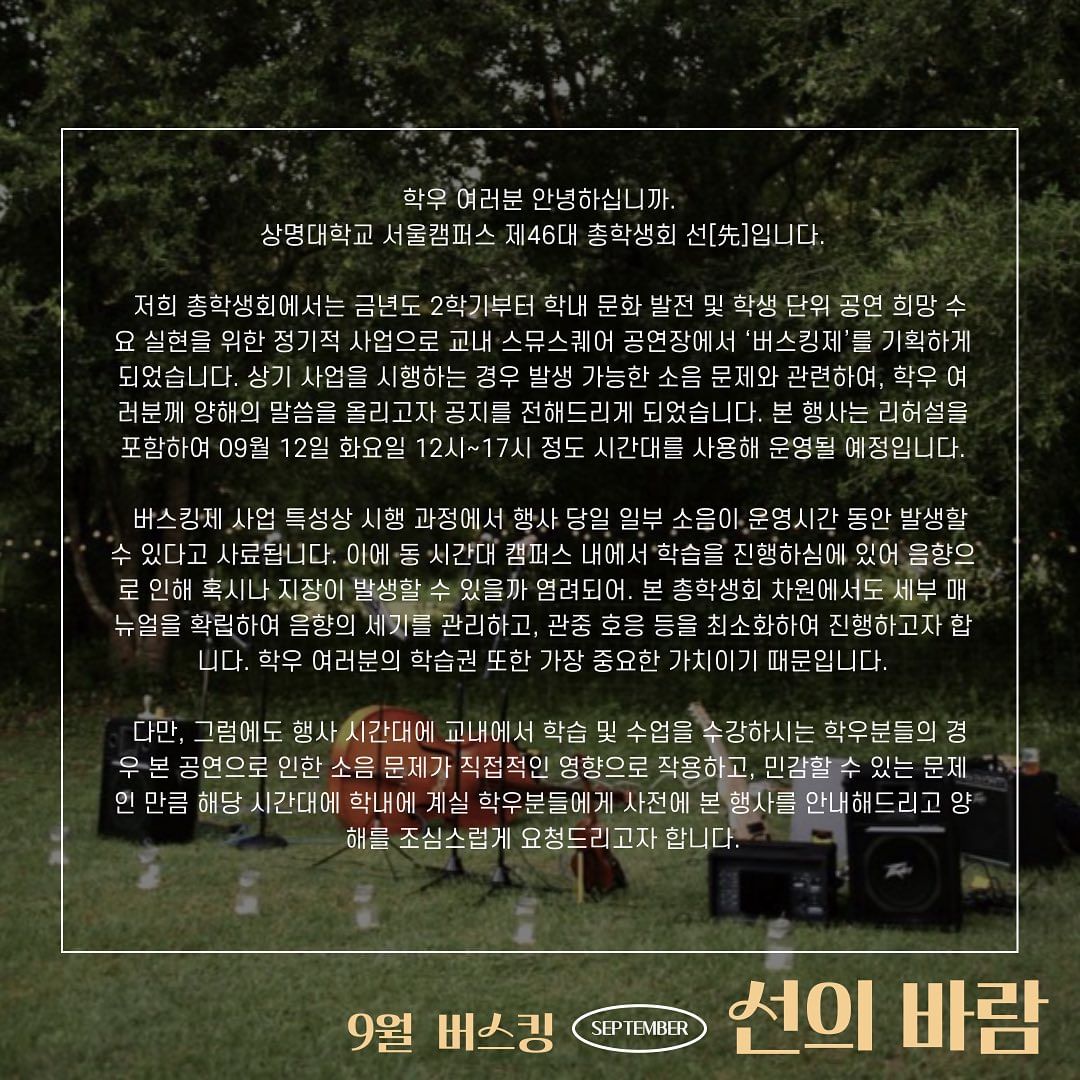 학우 여러분 안녕하십니까.
상명대학교 서울캠퍼스 제46대 총학생회 선[先]입니다.
저희 총학생회에서는 금년도 2학기부터 학내 문화 발전 및 학생 단위 공연 희망 수
요 실현을 위한 정기적 사업으로 교내 스뮤스퀘어 공연장에서 ‘버스킹제’를 기획하게
되었습니다. 상기 사업을 시행하는 경우 발생 가능한 소음 문제와 관련하여, 학우 여
러분께 양해의 말씀을 올리고자 공지를 전해드리게 되었습니다. 본 행사는 리허설을
포함하여 09월 12일 화요일 12시~17시 정도 시간대를 사용해 운영될 예정입니다.
버스킹제 사업 특성상 시행 과정에서 행사 당일 일부 소음이 운영시간 동안 발생할
수 있다고 사료됩니다. 이에 동 시간대 캠퍼스 내에서 학습을 진행하심에 있어 음향으
로 인해 혹시나 지장이 발생할 수 있을까 염려되어. 본 총학생회 차원에서도 세부 매
뉴얼을 확립하여 음향의 세기를 관리하고, 관중 호응 등을 최소화하여 진행하고자 합
니다. 학우 여러분의 학습권 또한 가장 중요한 가치이기 때문입니다.
다만, 그럼에도 행사 시간대에 교내에서 학습 및 수업을 수강하시는 학우분들의 경
우 본 공연으로 인한 소음 문제가 직접적인 영향으로 작용하고, 민감할 수 있는 문제
인 만큼 해당 시간대에 학내에 계실 학우분들에게 사전에 본 행사를 안내해드리고 양
해를 조심스럽게 요청드리고자 합니다.
PEAVEY
9월 버스킹 SEPTEMBER 선의 바람